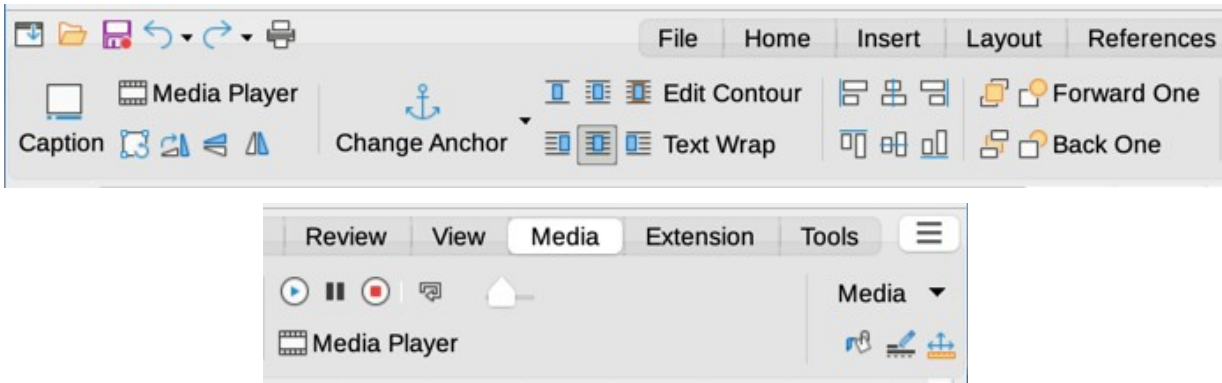 File Home Insert Layout References
Media Player Edit Contour Forward One
Caption Change Anchor Text Wrap Back One
Review View Media Extension Tools
Media
Media Player